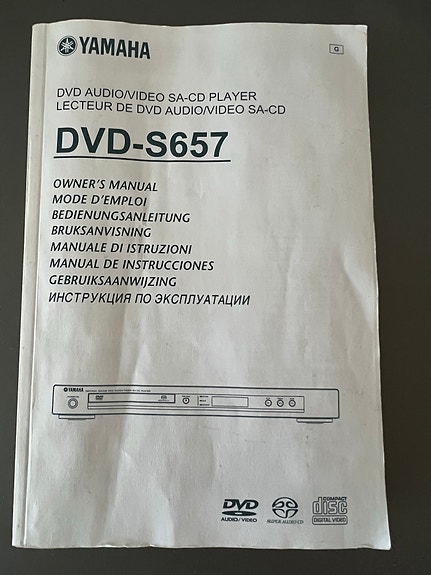 YAMAHA
G
DVD AUDIO/VIDEO SA-CD PLAYER
LECTEUR DE DVD AUDIO/VIDEO SA-CD
DVD-S657
OWNER'S MANUAL
MODE D'EMPLOI
BEDIENUNGSANLEITUNG
BRUKSANVISNING
MANUALE DI ISTRUZIONI
MANUAL DE INSTRUCCIONES
GEBRUIKSAANWIJZING
ИНСТРУКЦИЯ ПО ЭКСПЛУАТАЦИИ
YAMAHA
DVD AUDIO/VIDEO
SUPER AUDIO CD
COMPACT disc DIGITAL VIDEO